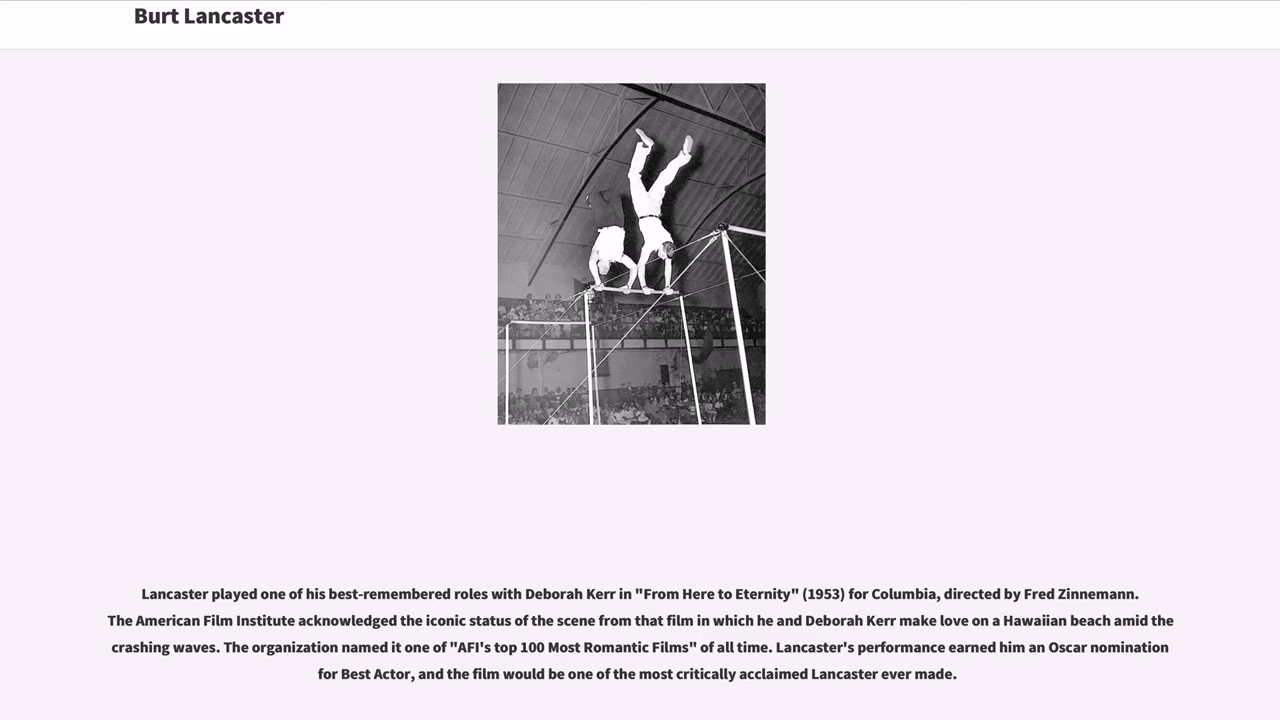 Burt Lancaster
Lancaster played one of his best-remembered roles with Deborah Kerr in "From Here to Eternity" (1953) for Columbia, directed by Fred Zinnemann.
The American Film Institute acknowledged the iconic status of the scene from that film in which he and Deborah Kerr make love on a Hawaiian beach amid the
crashing waves. The organization named it one of "AFI's top 100 Most Romantic Films" of all time. Lancaster's performance earned him an Oscar nomination
for Best Actor, and the film would be one of the most critically acclaimed Lancaster ever made.